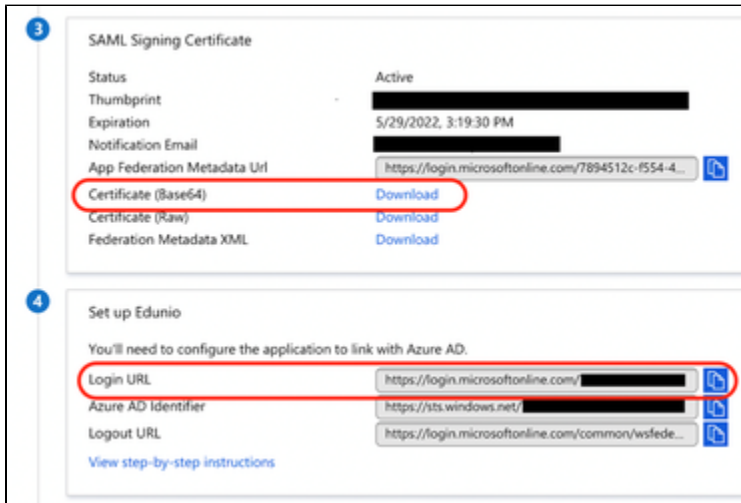 3
SAML Signing Certificate
Status Active
Thumbprint
Expiration 5/29/2022, 3:19:30 PM
Notification Email
App Federation Metadata Url https://login.microsoftonline.com/7894512c-f554-4...
Certificate (Base64) Download
Certificate (Raw) Download
Federation Metadata XML Download
4
Set up Edunio
You'll need to configure the application to link with Azure AD.
Login URL https://login.microsoftonline.com/
Azure AD Identifier https://sts.windows.net/
Logout URL https://login.microsoftonline.com/common/wsfede...
View step-by-step instructions